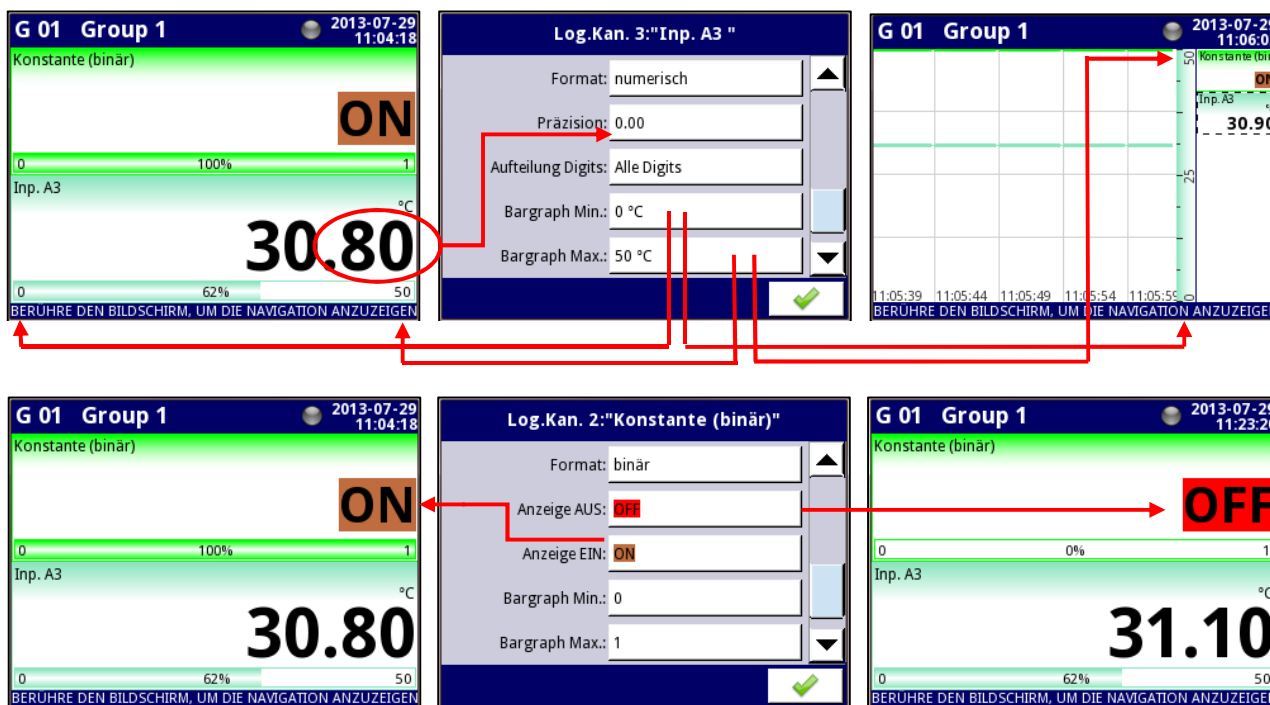 G 01 Group 1
2013-07-29
11:04:18
Konstante (binär)
ON
0 100% 1
Inp. A3
°C
30.80
0 62% 50
BERÜHRE DEN BILDSCHIRM, UM DIE NAVIGATION ANZUZEIGEN
Log.Kan. 3:"Inp. A3 "
Format: numerisch
Präzision: 0.00
Aufteilung Digits: Alle Digits
Bargraph Min.: 0 °C
Bargraph Max.: 50 °C
G 01 Group 1
2013-07-29
11:06:0
Konstante (bin
ON
Inp. A3
30.90
50
25
0
11:05:39 11:05:44 11:05:49 11:05:54 11:05:59
BERÜHRE DEN BILDSCHIRM, UM DIE NAVIGATION ANZUZEIGEN
G 01 Group 1
2013-07-29
11:04:18
Konstante (binär)
ON
0 100% 1
Inp. A3
°C
30.80
0 62% 50
BERÜHRE DEN BILDSCHIRM, UM DIE NAVIGATION ANZUZEIGEN
Log.Kan. 2:"Konstante (binär)"
Format: binär
Anzeige AUS: OFF
Anzeige EIN: ON
Bargraph Min.: 0
Bargraph Max.: 1
G 01 Group 1
2013-07-29
11:23:20
Konstante (binär)
OFF
0 0% 1
Inp. A3
°C
31.10
0 62% 50
BERÜHRE DEN BILDSCHIRM, UM DIE NAVIGATION ANZUZEIGEN